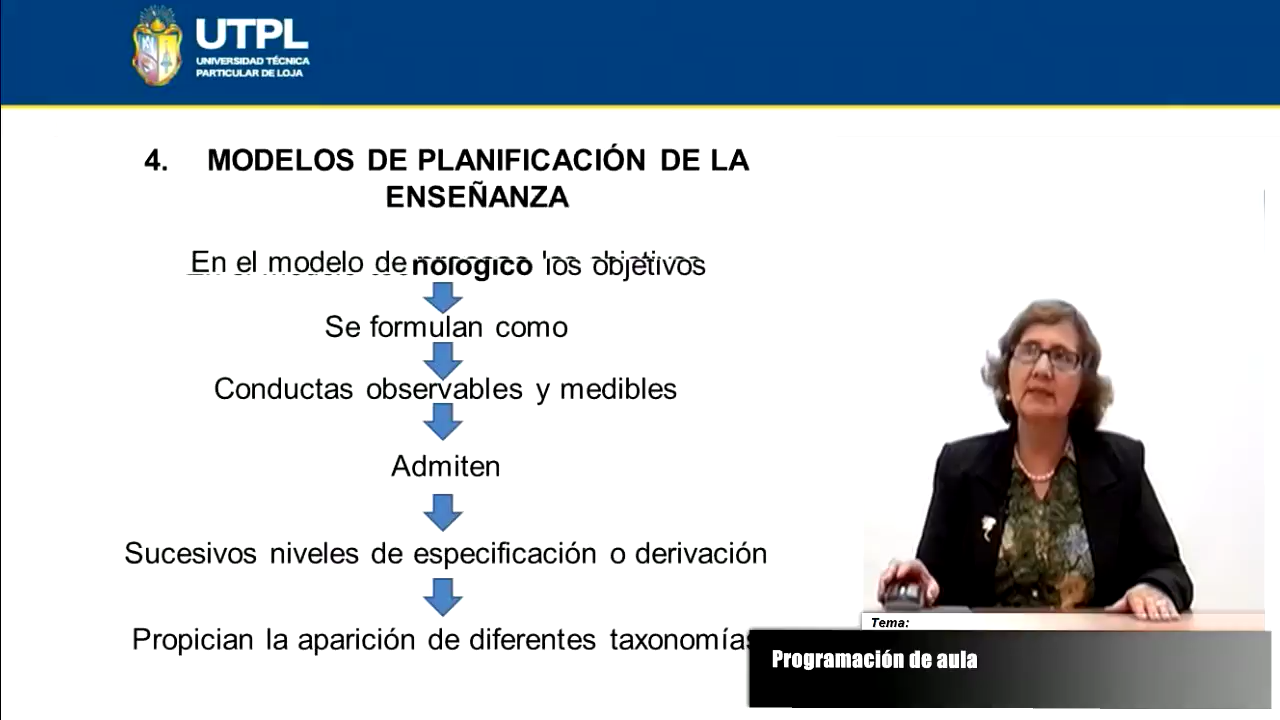 UTPL
UNIVERSIDAD TÉCNICA
PARTICULAR DE LOJA
4. MODELOS DE PLANIFICACIÓN DE LA
ENSEÑANZA
En el modelo de los objetivos
Se formulan como
Conductas observables y medibles
Admiten
Sucesivos niveles de especificación o derivación
Propician la aparición de diferentes taxonomías
Tema:
Programación de aula